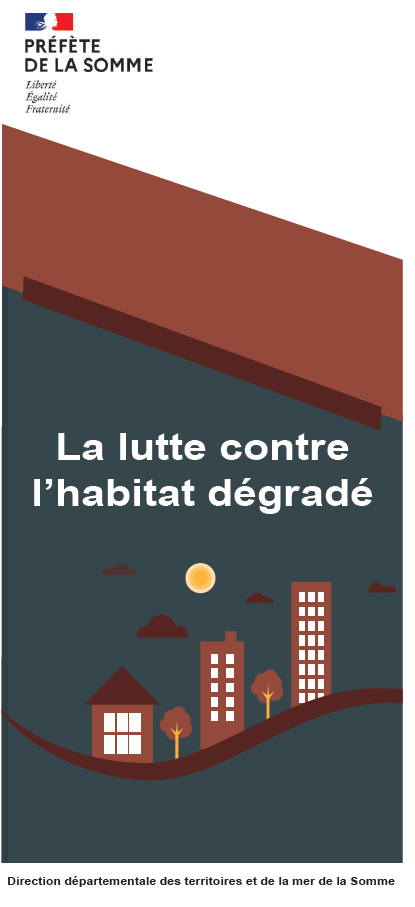 PRÉFÈTE
DE LA SOMME
Liberté
Égalité
Fraternité
La lutte contre
l’habitat dégradé
Direction départementale des territoires et de la mer de la Somme